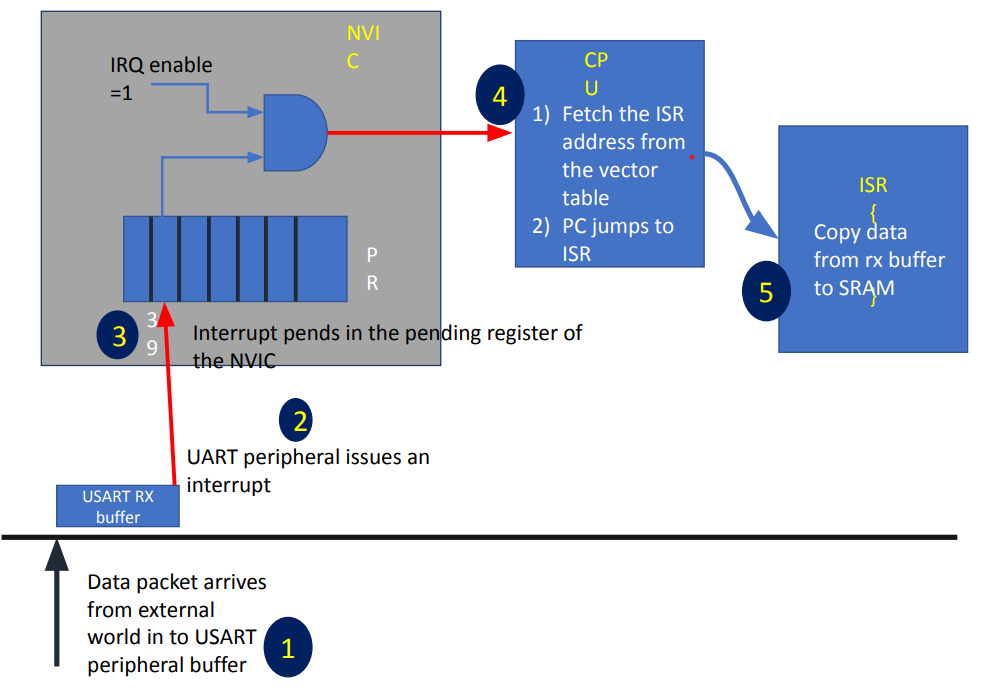 NVI
C
IRQ enable
=1
4
CP
U
1) Fetch the ISR
address from
the vector
table
2) PC jumps to
ISR
ISR
{
Copy data
from rx buffer
to SRAM
}
5
P
R
3
3
9
Interrupt pends in the pending register of
the NVIC
2
UART peripheral issues an
interrupt
USART RX
buffer
Data packet arrives
from external
world in to USART
peripheral buffer
1